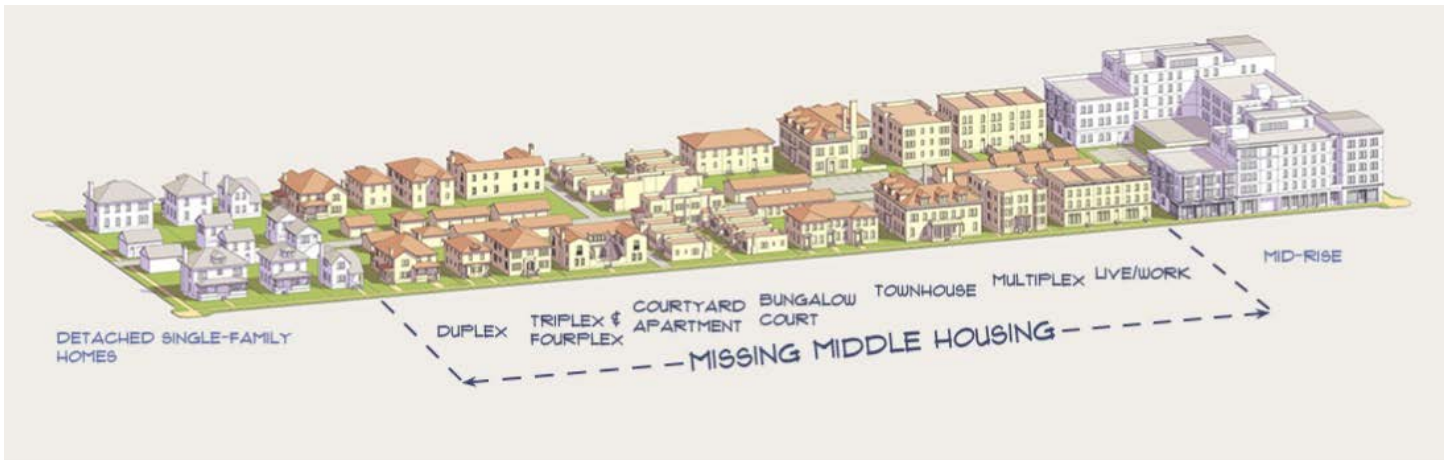 DETACHED SINGLE-FAMILY
HOMES
DUPLEX
TRIPLEX &
FOURPLEX
COURTYARD
APARTMENT
BUNGALOW
COURT
TOWNHOUSE
MULTIPLEX
LIVE/WORK
MID-RISE
MISSING MIDDLE HOUSING